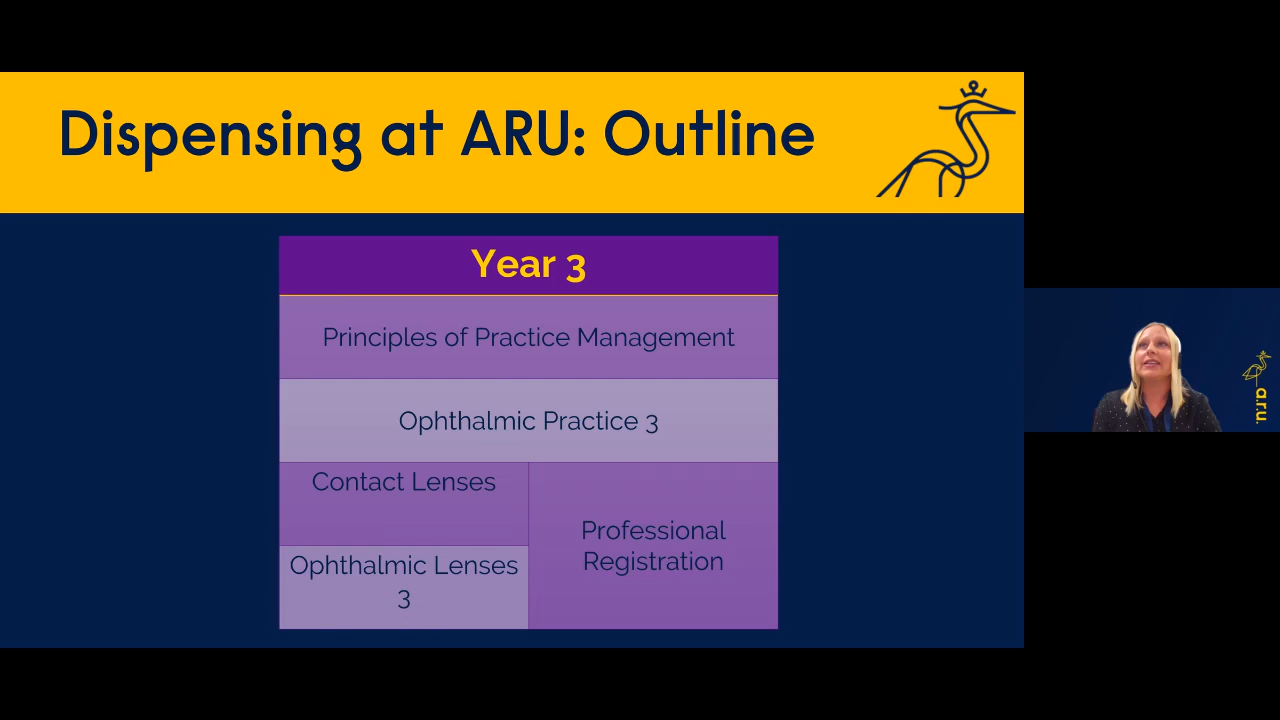 Dispensing at ARU: Outline
Year 3
Principles of Practice Management
Ophthalmic Practice 3
Contact Lenses
Ophthalmic Lenses
3
Professional
Registration
a.r.u.